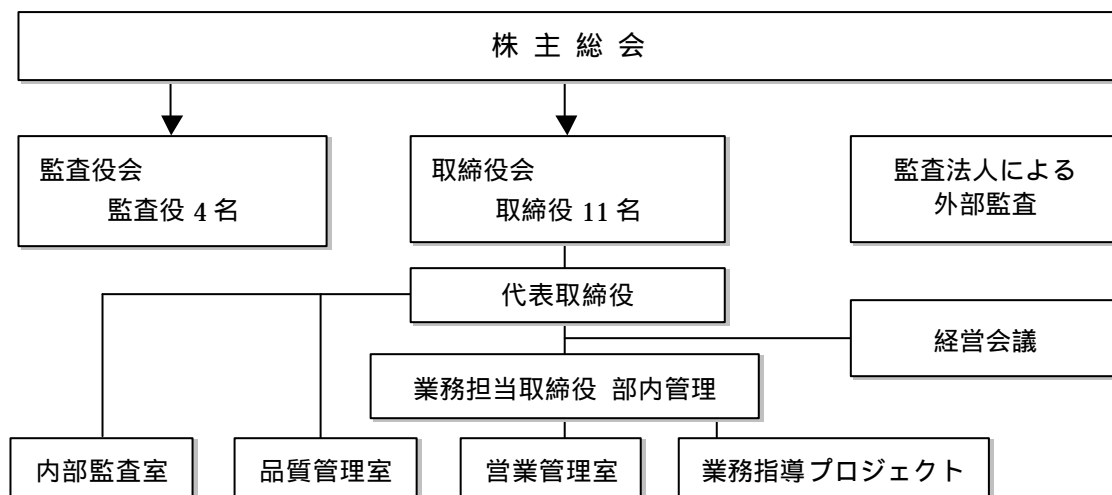 株 主 総 会
監査役会
監査役 4 名
取締役会
取締役 11 名
監査法人による
外部監査
代表取締役
経営会議
業務担当取締役 部内管理
内部監査室
品質管理室
営業管理室
業務指導プロジェクト